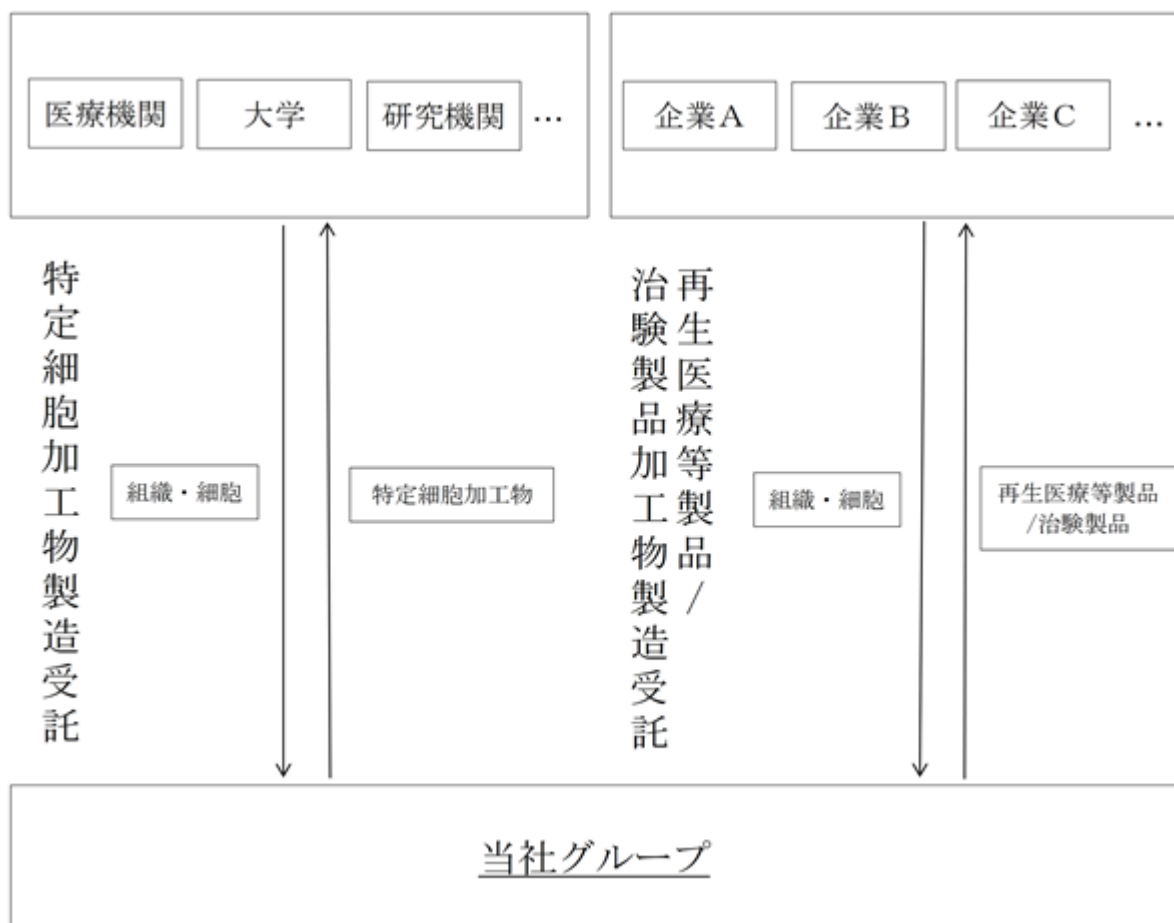 医療機関
大学
研究機関
…
企業A
企業B
企業C
…
特定細胞加工物製造受託
組織・細胞
特定細胞加工物
再生医療等製品/
治験製品加工物製造受託
組織・細胞
再生医療等製品
/治験製品
当社グループ